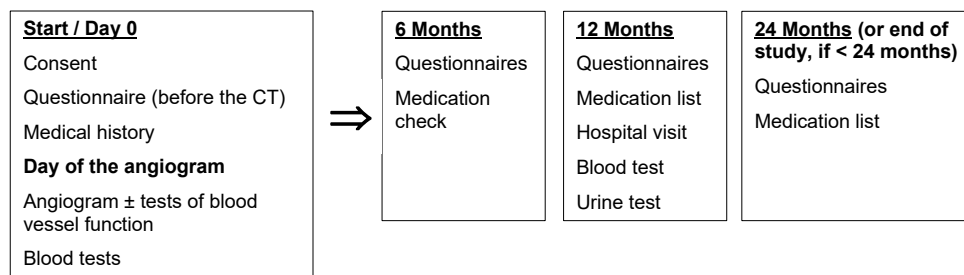 Start / Day 0
Consent
Questionnaire (before the CT)
Medical history
Day of the angiogram
Angiogram ± tests of blood
vessel function
Blood tests
⇒
6 Months
Questionnaires
Medication
check
12 Months
Questionnaires
Medication list
Hospital visit
Blood test
Urine test
24 Months (or end of
study, if < 24 months)
Questionnaires
Medication list